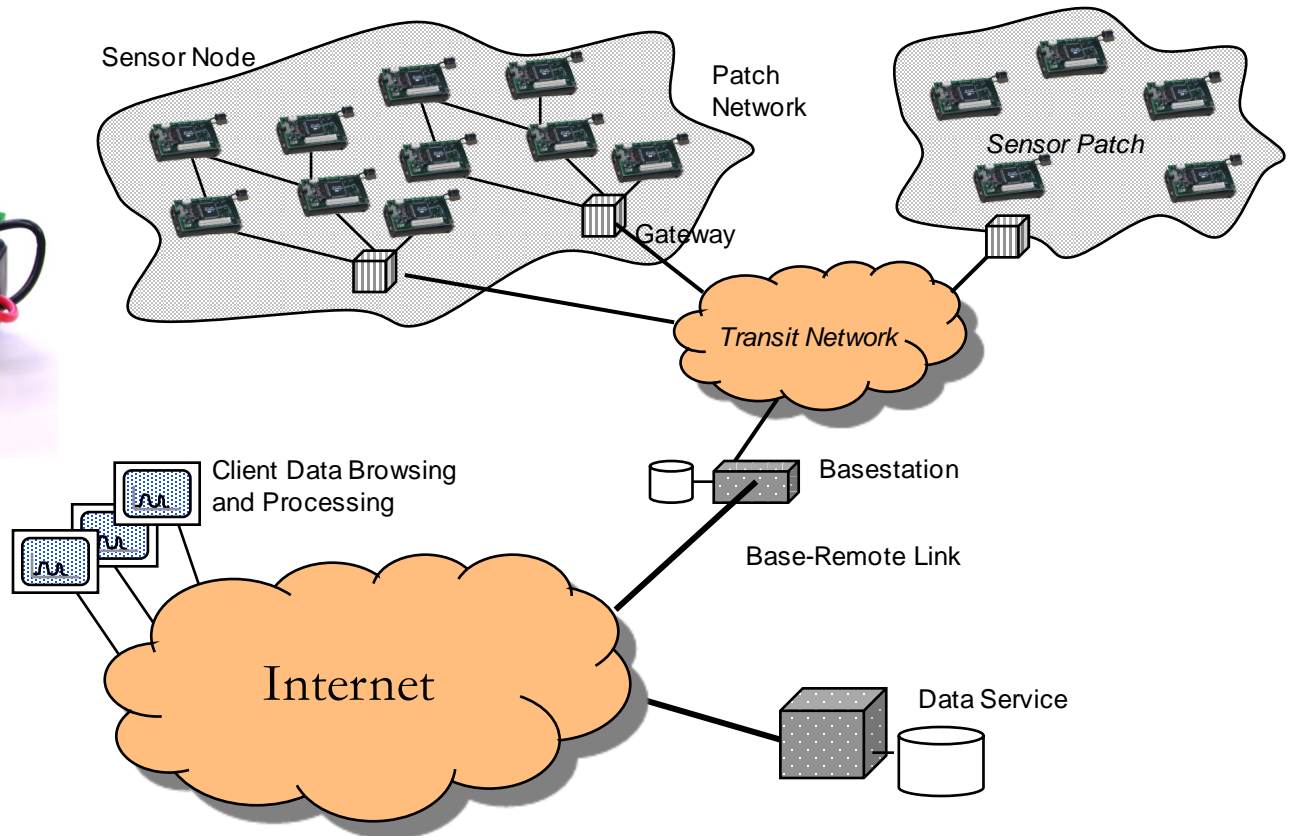 Sensor Node
Patch
Network
Sensor Patch
Gateway
Transit Network
Client Data Browsing
and Processing
Basestation
Base-Remote Link
Internet
Data Service